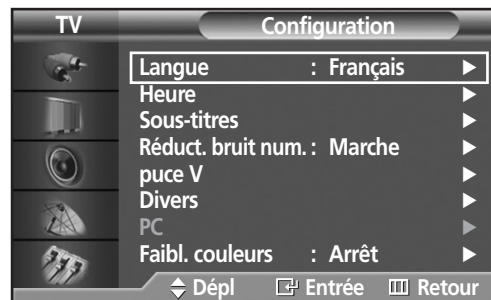 TV Configuration
Langue : Français
Heure
Sous-titres
Réduct. bruit num. : Marche
puce V
Divers
PC
Faibl. couleurs : Arrêt
Dépl Entrée Retour